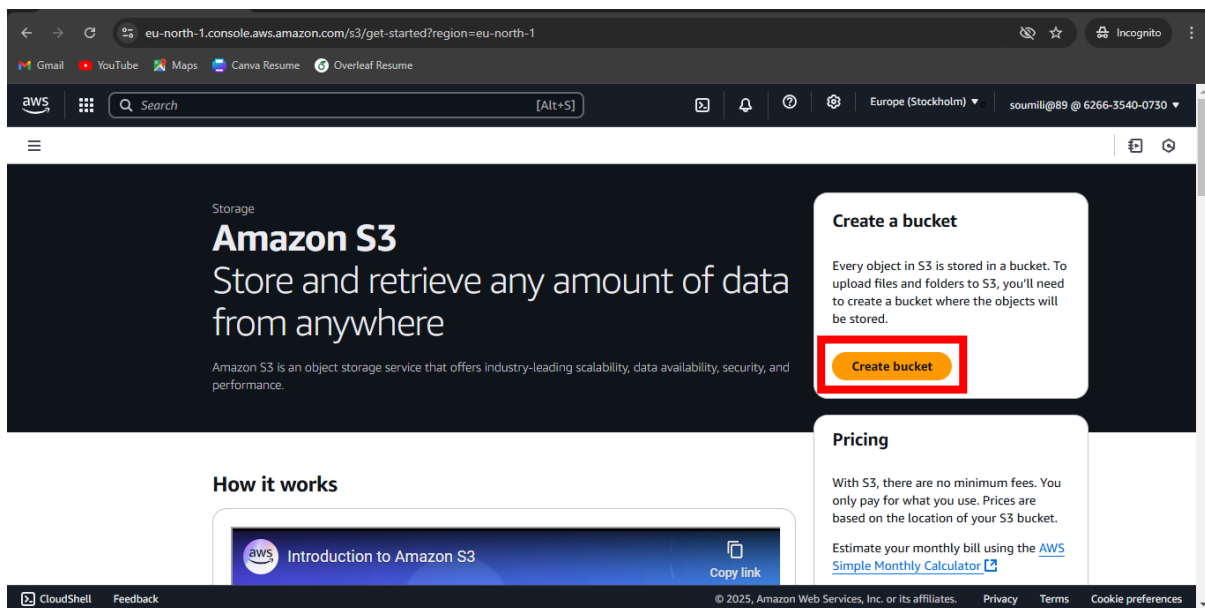 eu-north-1.console.aws.amazon.com/s3/get-started?region=eu-north-1
Incognito
Gmail YouTube Maps Canva Resume Overleaf Resume
aws Search [Alt+S] Europe (Stockholm) soumili@89 @ 6266-3540-0730
Storage
Amazon S3
Store and retrieve any amount of data
from anywhere
Amazon S3 is an object storage service that offers industry-leading scalability, data availability, security, and
performance.
Create a bucket
Every object in S3 is stored in a bucket. To
upload files and folders to S3, you'll need
to create a bucket where the objects will
be stored.
Create bucket
Pricing
With S3, there are no minimum fees. You
only pay for what you use. Prices are
based on the location of your S3 bucket.
Estimate your monthly bill using the AWS
Simple Monthly Calculator
How it works
aws Introduction to Amazon S3
Copy link
CloudShell Feedback © 2025, Amazon Web Services, Inc. or its affiliates. Privacy Terms Cookie preferences